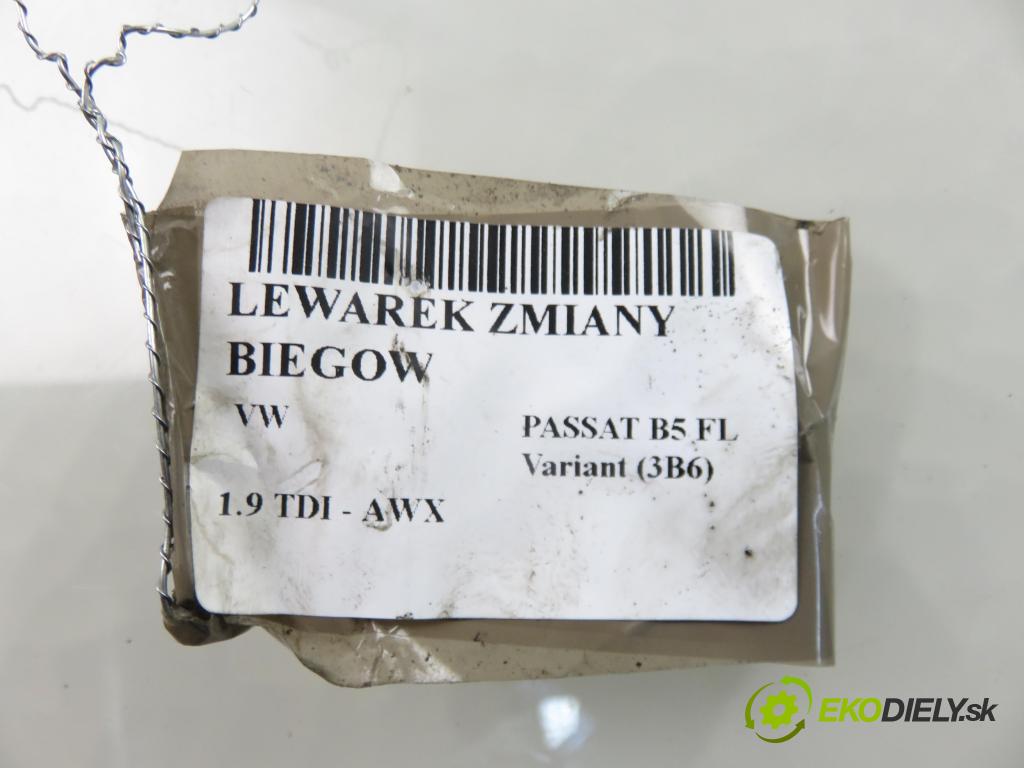 LEWAREK ZMIANY
BIEGOW
VW
PASSAT B5 FL
Variant (3B6)
1.9 TDI - AWX
EKODIELY.sk